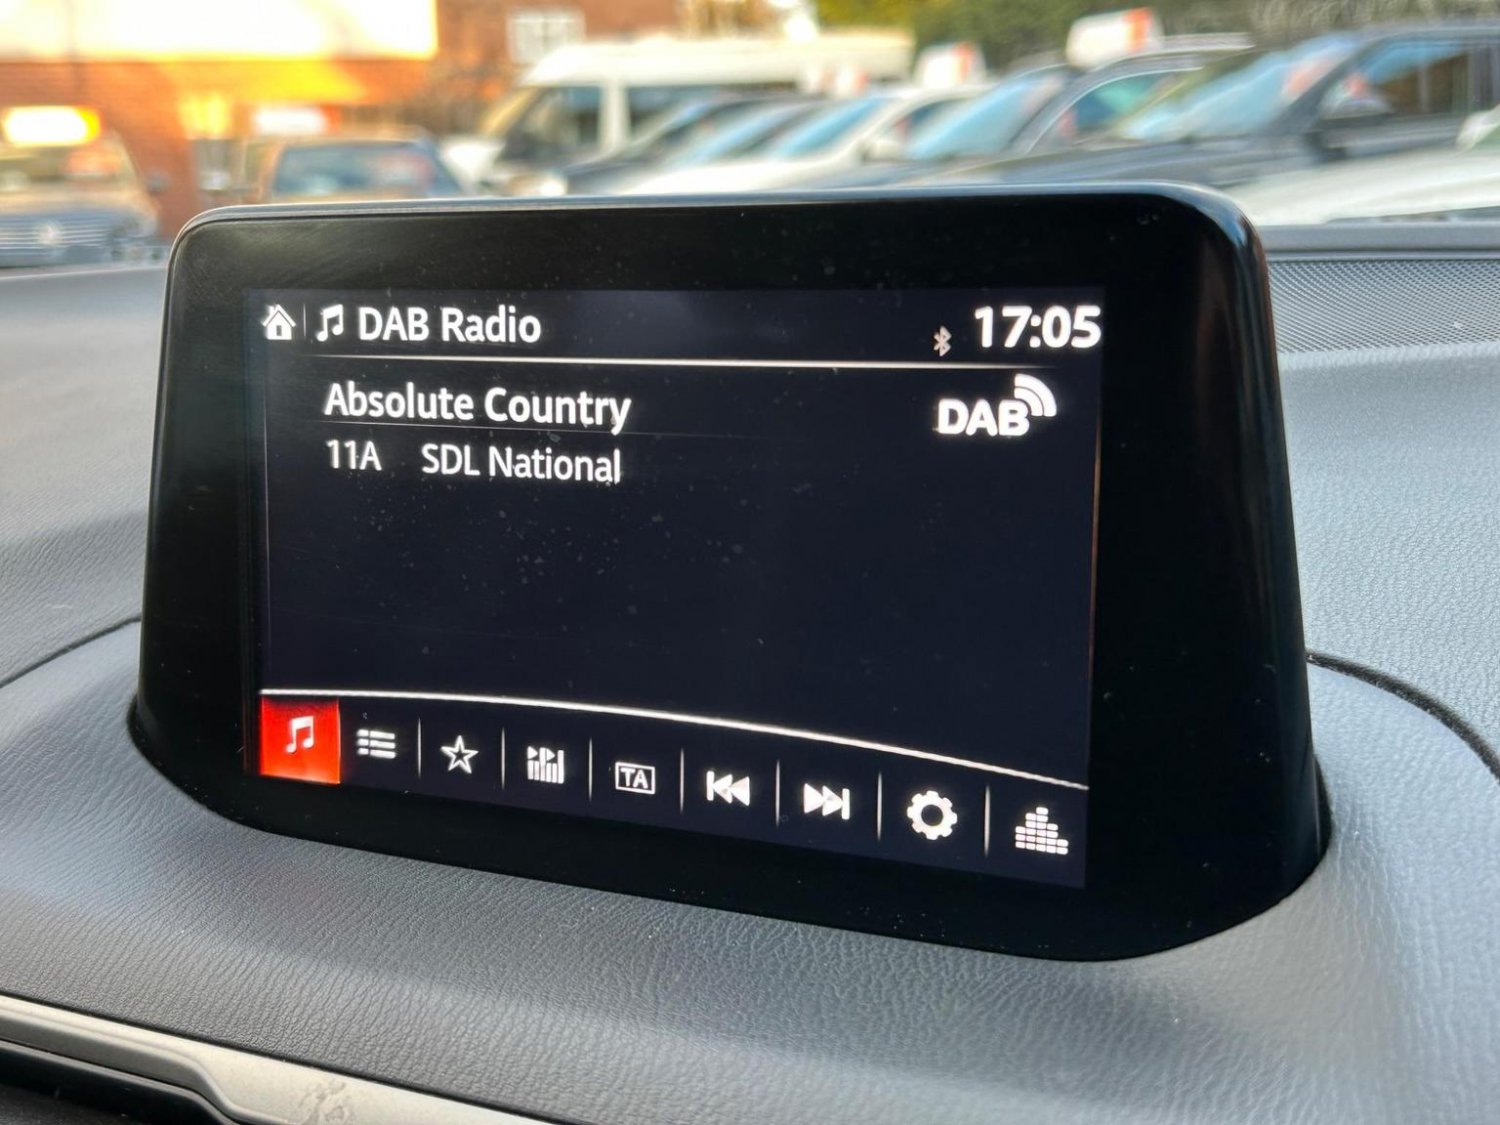 DAB Radio 17:05
Absolute Country DAB
11A SDL National
TA